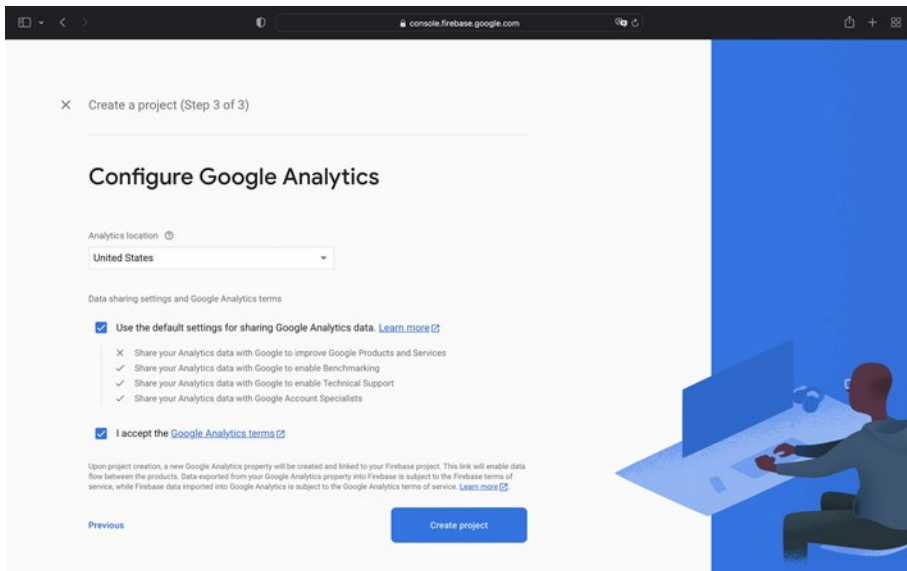 console.firebase.google.com
Create a project (Step 3 of 3)
Configure Google Analytics
Analytics location
United States
Data sharing settings and Google Analytics terms
Use the default settings for sharing Google Analytics data. Learn more
Share your Analytics data with Google to improve Google Products and Services
Share your Analytics data with Google to enable Benchmarking
Share your Analytics data with Google to enable Technical Support
Share your Analytics data with Google Account Specialists
I accept the Google Analytics terms
Upon project creation, a new Google Analytics property will be created and linked to your Firebase project. This link will enable data
flow between the products. Data exported from your Google Analytics property into Firebase is subject to the Firebase terms of
service, while Firebase data imported into Google Analytics is subject to the Google Analytics terms of service. Learn more.
Previous
Create project